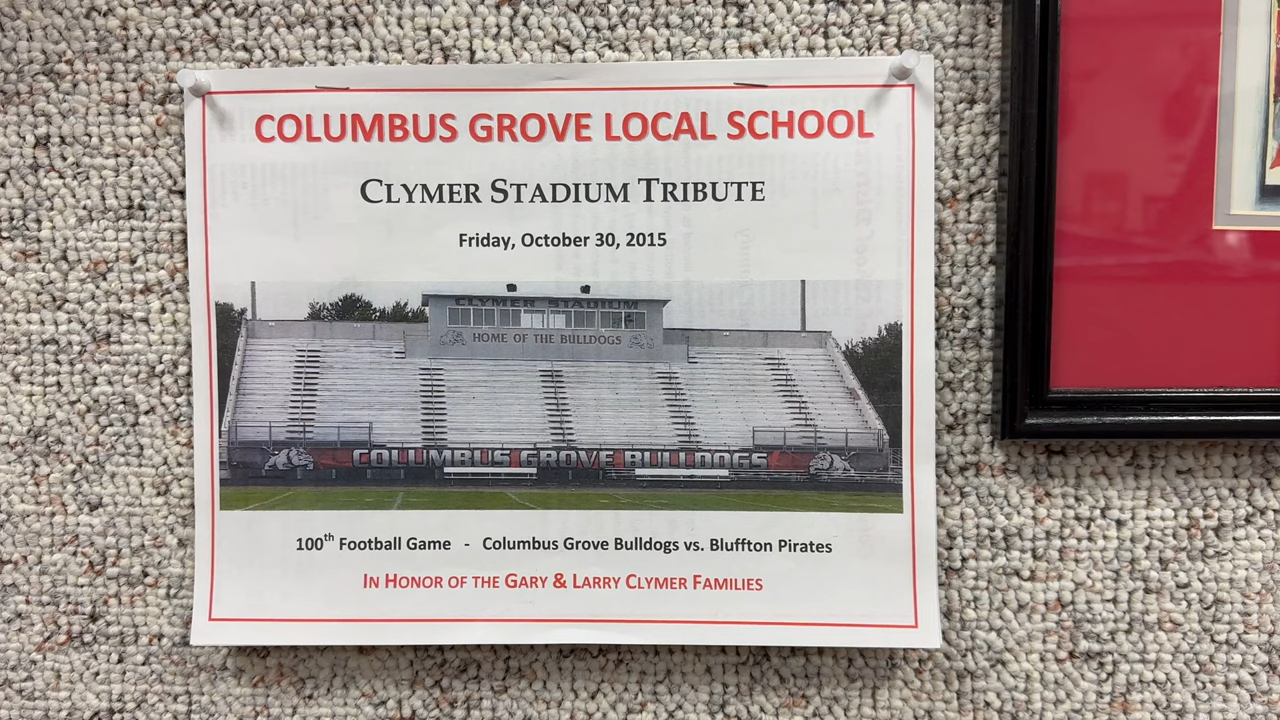 COLUMBUS GROVE LOCAL SCHOOL
CLYMER STADIUM TRIBUTE
Friday, October 30, 2015
CLYMER STADIUM
HOME OF THE BULLDOGS
COLUMBUS GROVE BULLDOGS
100th Football Game - Columbus Grove Bulldogs vs. Bluffton Pirates
IN HONOR OF THE GARY & LARRY CLYMER FAMILIES